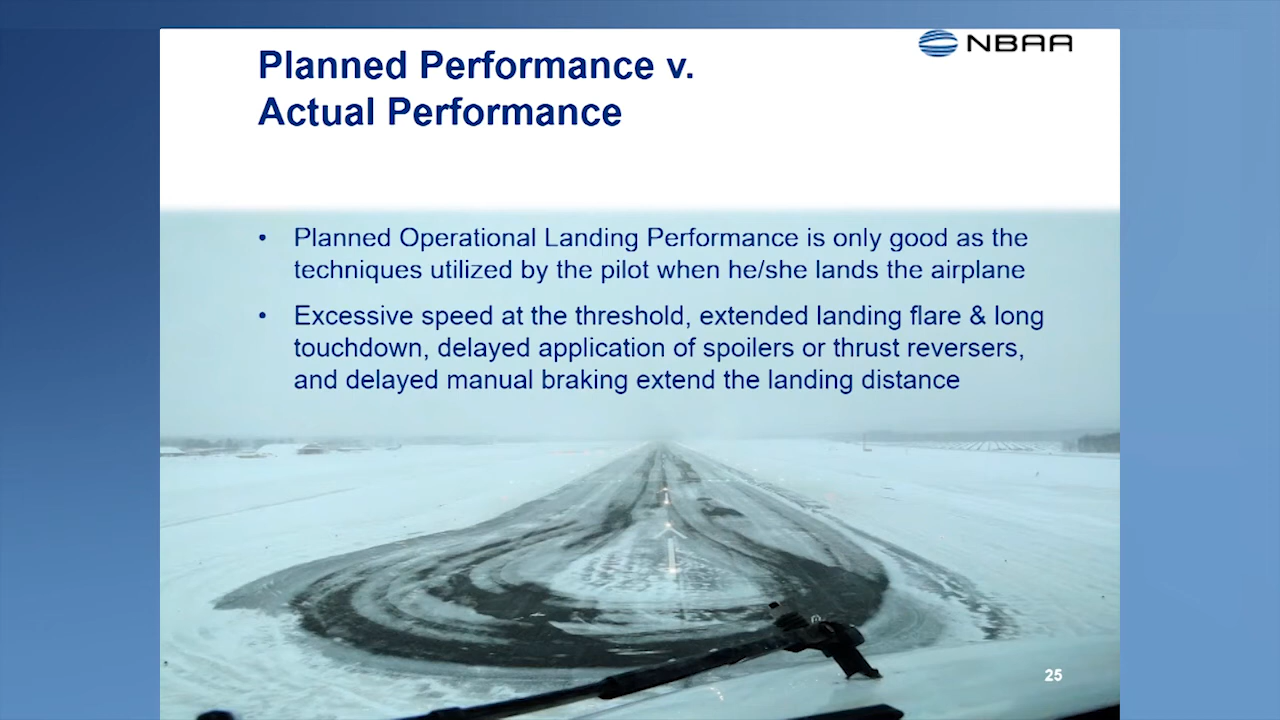 NBAA
Planned Performance v.
Actual Performance
• Planned Operational Landing Performance is only good as the
techniques utilized by the pilot when he/she lands the airplane
• Excessive speed at the threshold, extended landing flare & long
touchdown, delayed application of spoilers or thrust reversers,
and delayed manual braking extend the landing distance
25